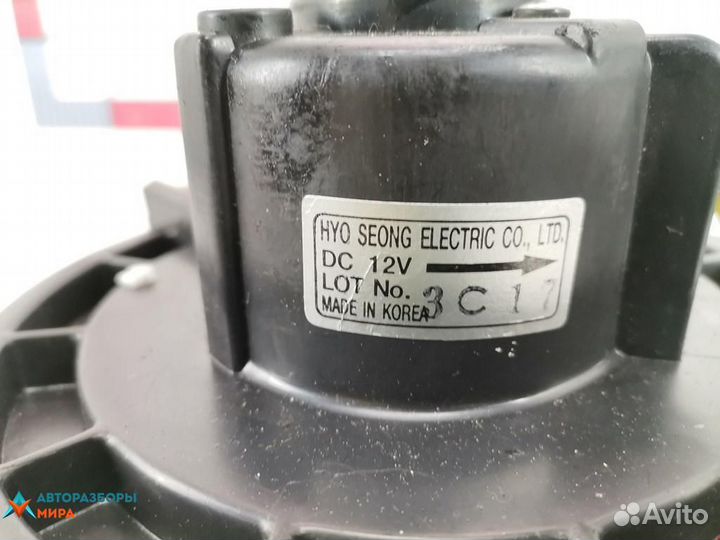 HYO SEONG ELECTRIC CO., LTD.
DC 12V
LOT No. 3C17
MADE IN KOREA
АВТОРАЗБОРЫ
МИРА
Avito